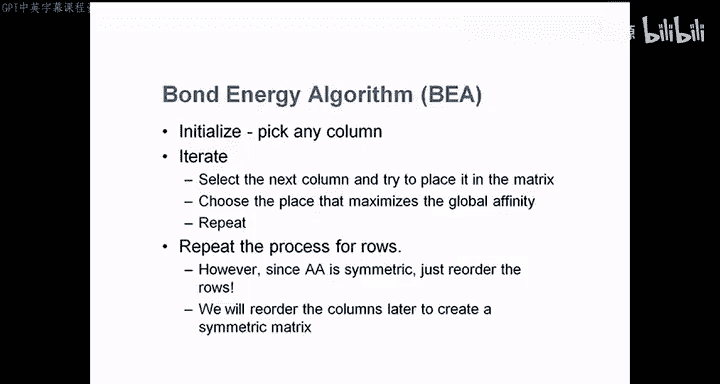 GPT中英字幕课程
bilibili
Bond Energy Algorithm (BEA)
• Initialize - pick any column
• Iterate
– Select the next column and try to place it in the matrix
– Choose the place that maximizes the global affinity
– Repeat
• Repeat the process for rows.
– However, since AA is symmetric, just reorder the
rows!
– We will reorder the columns later to create a
symmetric matrix